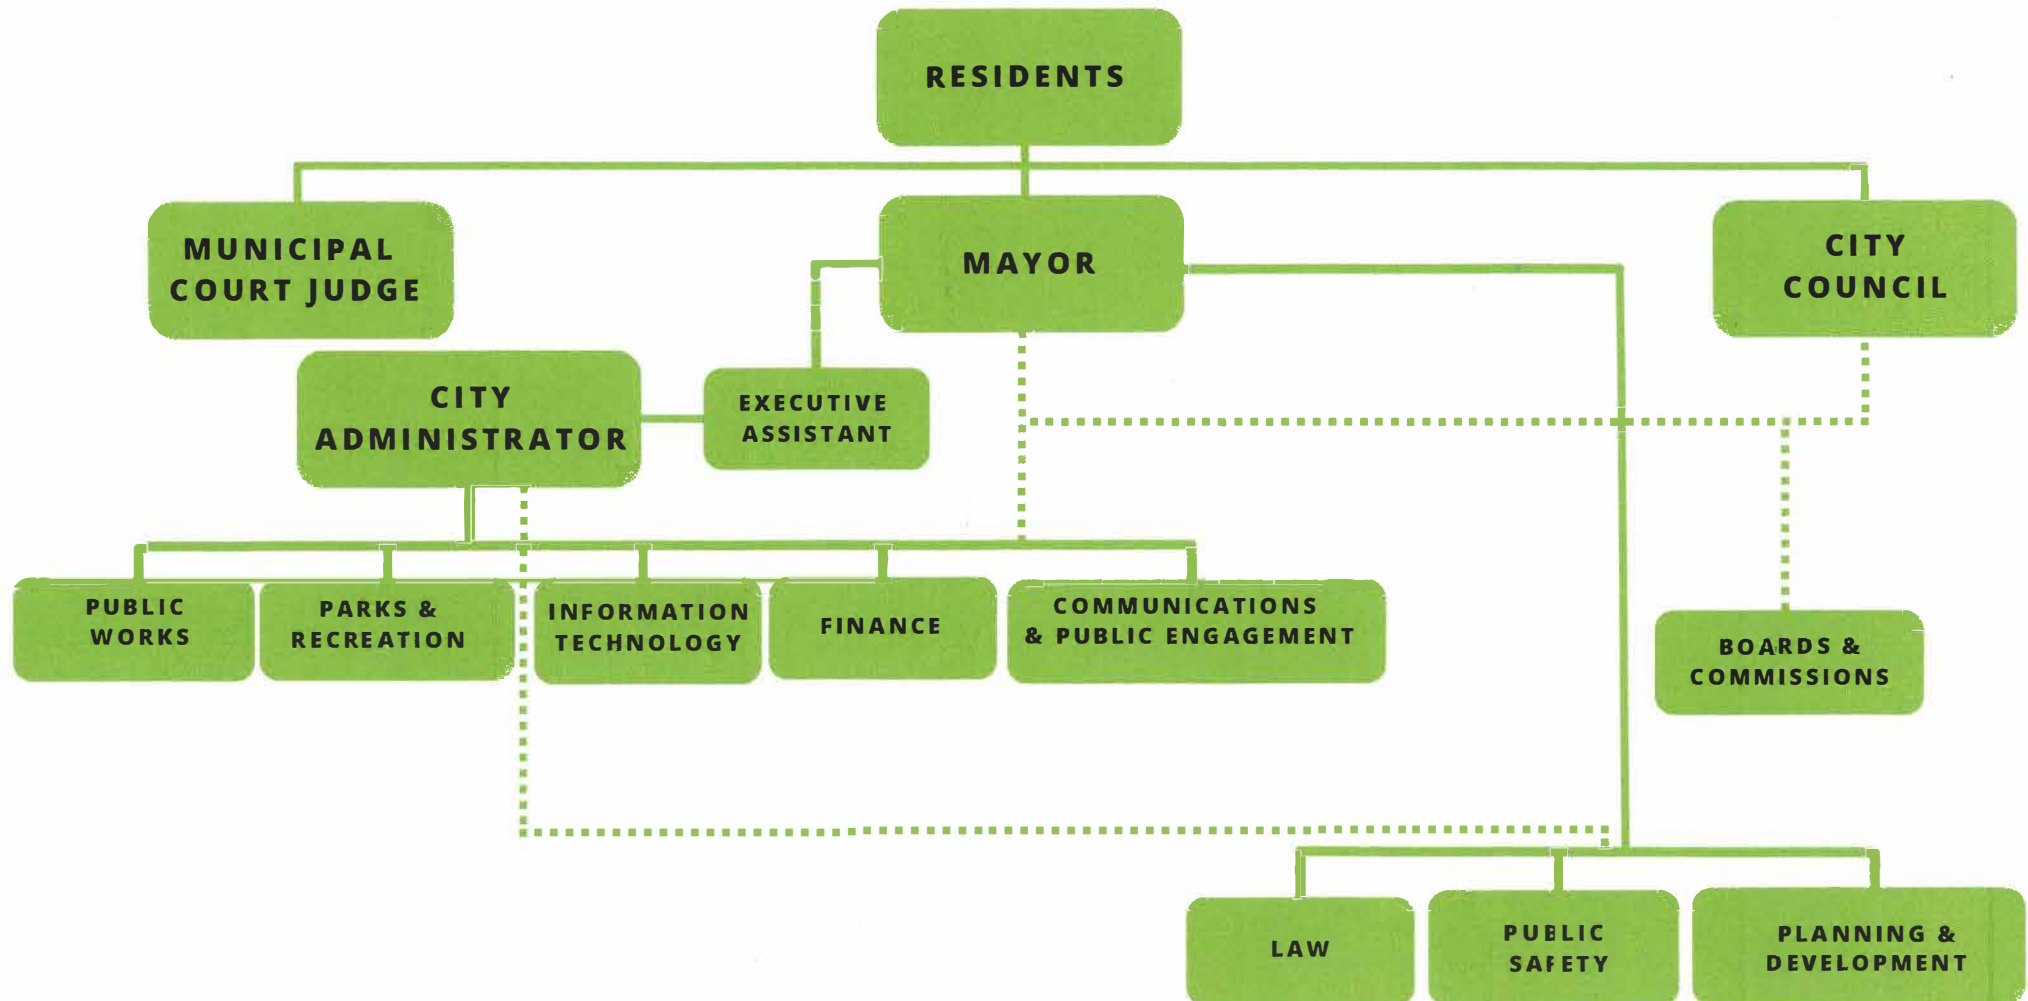 RESIDENTS
MUNICIPAL
COURT JUDGE
MAYOR
CITY
COUNCIL
CITY
ADMINISTRATOR
EXECUTIVE
ASSISTANT
PUBLIC
WORKS
PARKS &
RECREATION
INFORMATION
TECHNOLOGY
FINANCE
COMMUNICATIONS
& PUBLIC ENGAGEMENT
BOARDS &
COMMISSIONS
LAW
PUBLIC
SAFETY
PLANNING &
DEVELOPMENT